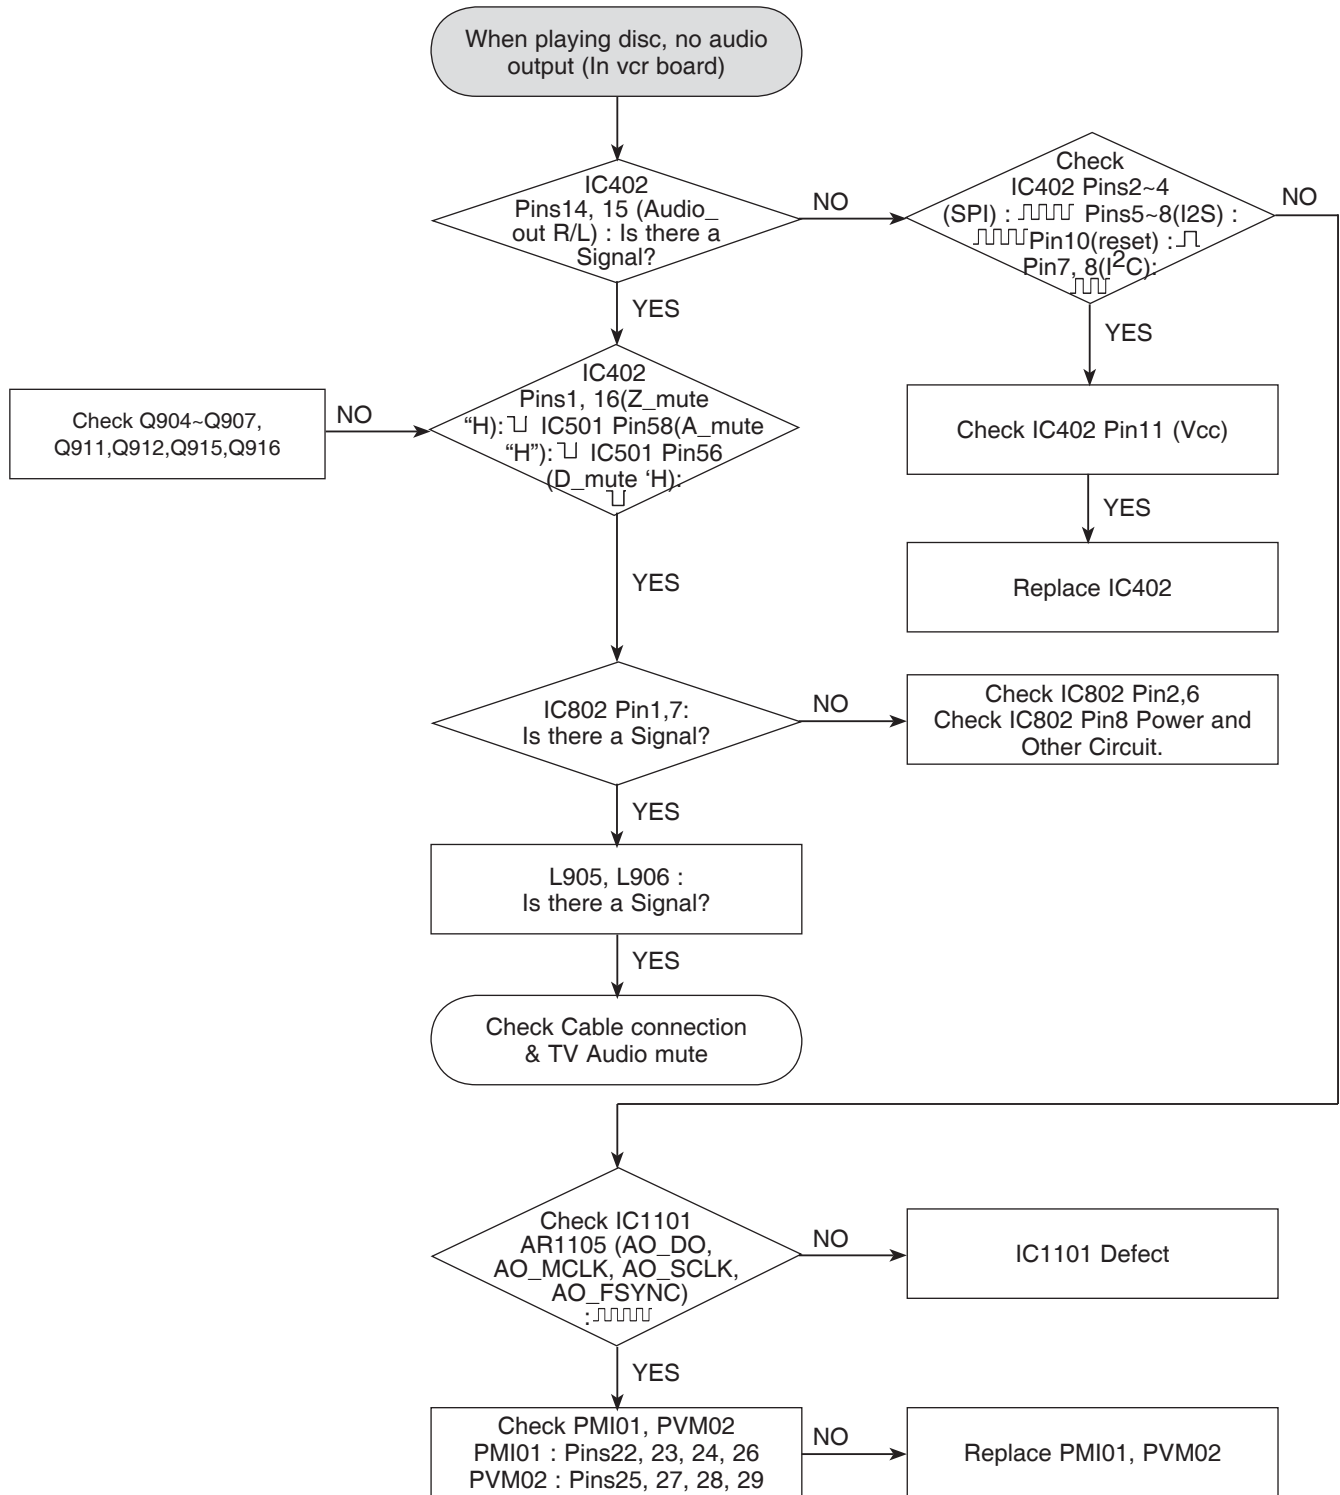 When playing disc, no audio
output (In vcr board)
IC402
Pins14, 15 (Audio_
out R/L) : Is there a
Signal?
NO
Check
IC402 Pins2~4
(SPI) : Pins5~8(I2S) :
Pin10(reset) :
Pin7, 8(I²C):
NO
YES
YES
IC402
Pins1, 16(Z_mute
“H): IC501 Pin58(A_mute
“H”): IC501 Pin56
(D_mute ‘H):
NO
Check Q904~Q907,
Q911,Q912,Q915,Q916
Check IC402 Pin11 (Vcc)
YES
Replace IC402
YES
IC802 Pin1,7:
Is there a Signal?
NO
Check IC802 Pin2,6
Check IC802 Pin8 Power and
Other Circuit.
YES
L905, L906 :
Is there a Signal?
YES
Check Cable connection
& TV Audio mute
Check IC1101
AR1105 (AO_DO,
AO_MCLK, AO_SCLK,
AO_FSYNC)
:
NO
IC1101 Defect
YES
Check PMI01, PVM02
PMI01 : Pins22, 23, 24, 26
PVM02 : Pins25, 27, 28, 29
NO
Replace PMI01, PVM02